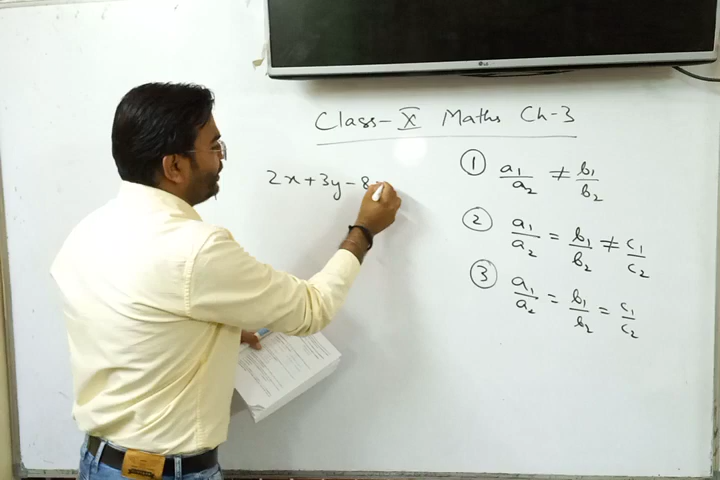 LG
Class-X Maths Ch-3
2x+3y-8=
① a₁/a₂ ≠ b₁/b₂
② a₁/a₂ = b₁/b₂ ≠ c₁/c₂
③ a₁/a₂ = b₁/b₂ = c₁/c₂